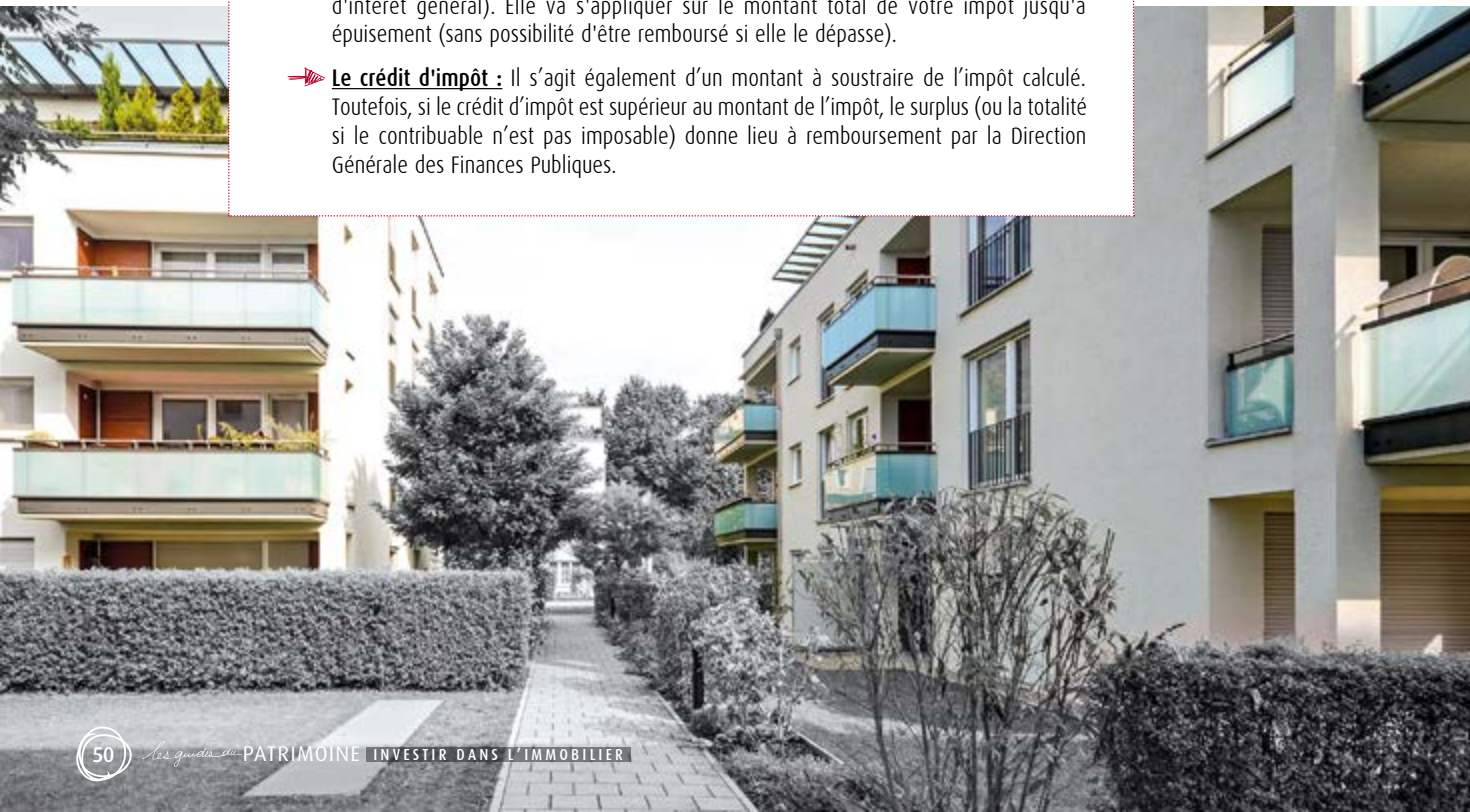 d'intérêt général). Elle va s'appliquer sur le montant total de votre impôt jusqu'à
épuisement (sans possibilité d'être remboursé si elle le dépasse).
Le crédit d'impôt : Il s’agit également d’un montant à soustraire de l’impôt calculé.
Toutefois, si le crédit d’impôt est supérieur au montant de l’impôt, le surplus (ou la totalité
si le contribuable n’est pas imposable) donne lieu à remboursement par la Direction
Générale des Finances Publiques.
50 Les guides du PATRIMOINE INVESTIR DANS L’IMMOBILIER